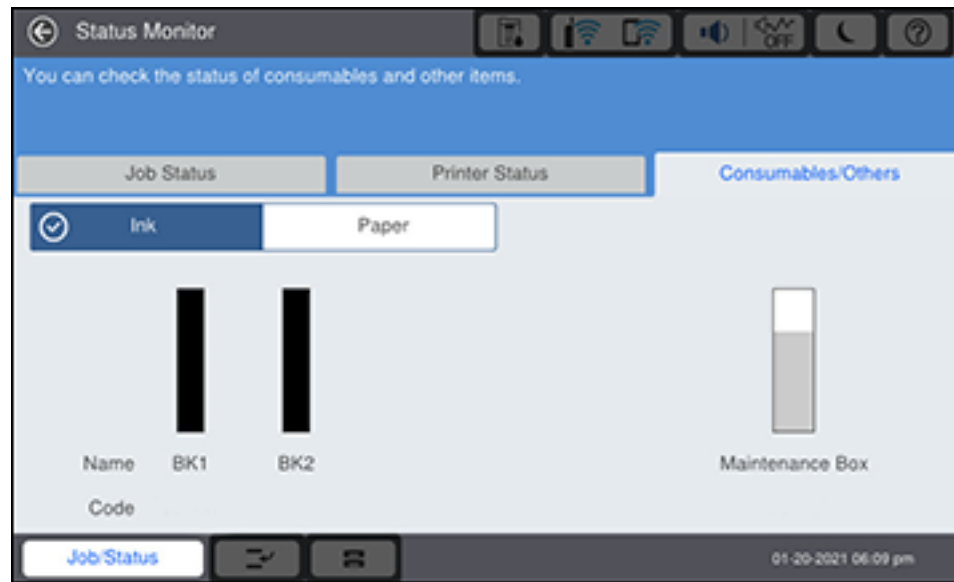 Status Monitor
OFF
You can check the status of consumables and other items.
Job Status
Printer Status
Consumables/Others
Ink
Paper
Name BK1 BK2 Maintenance Box
Code
Job/Status
01-20-2021 06:09 pm